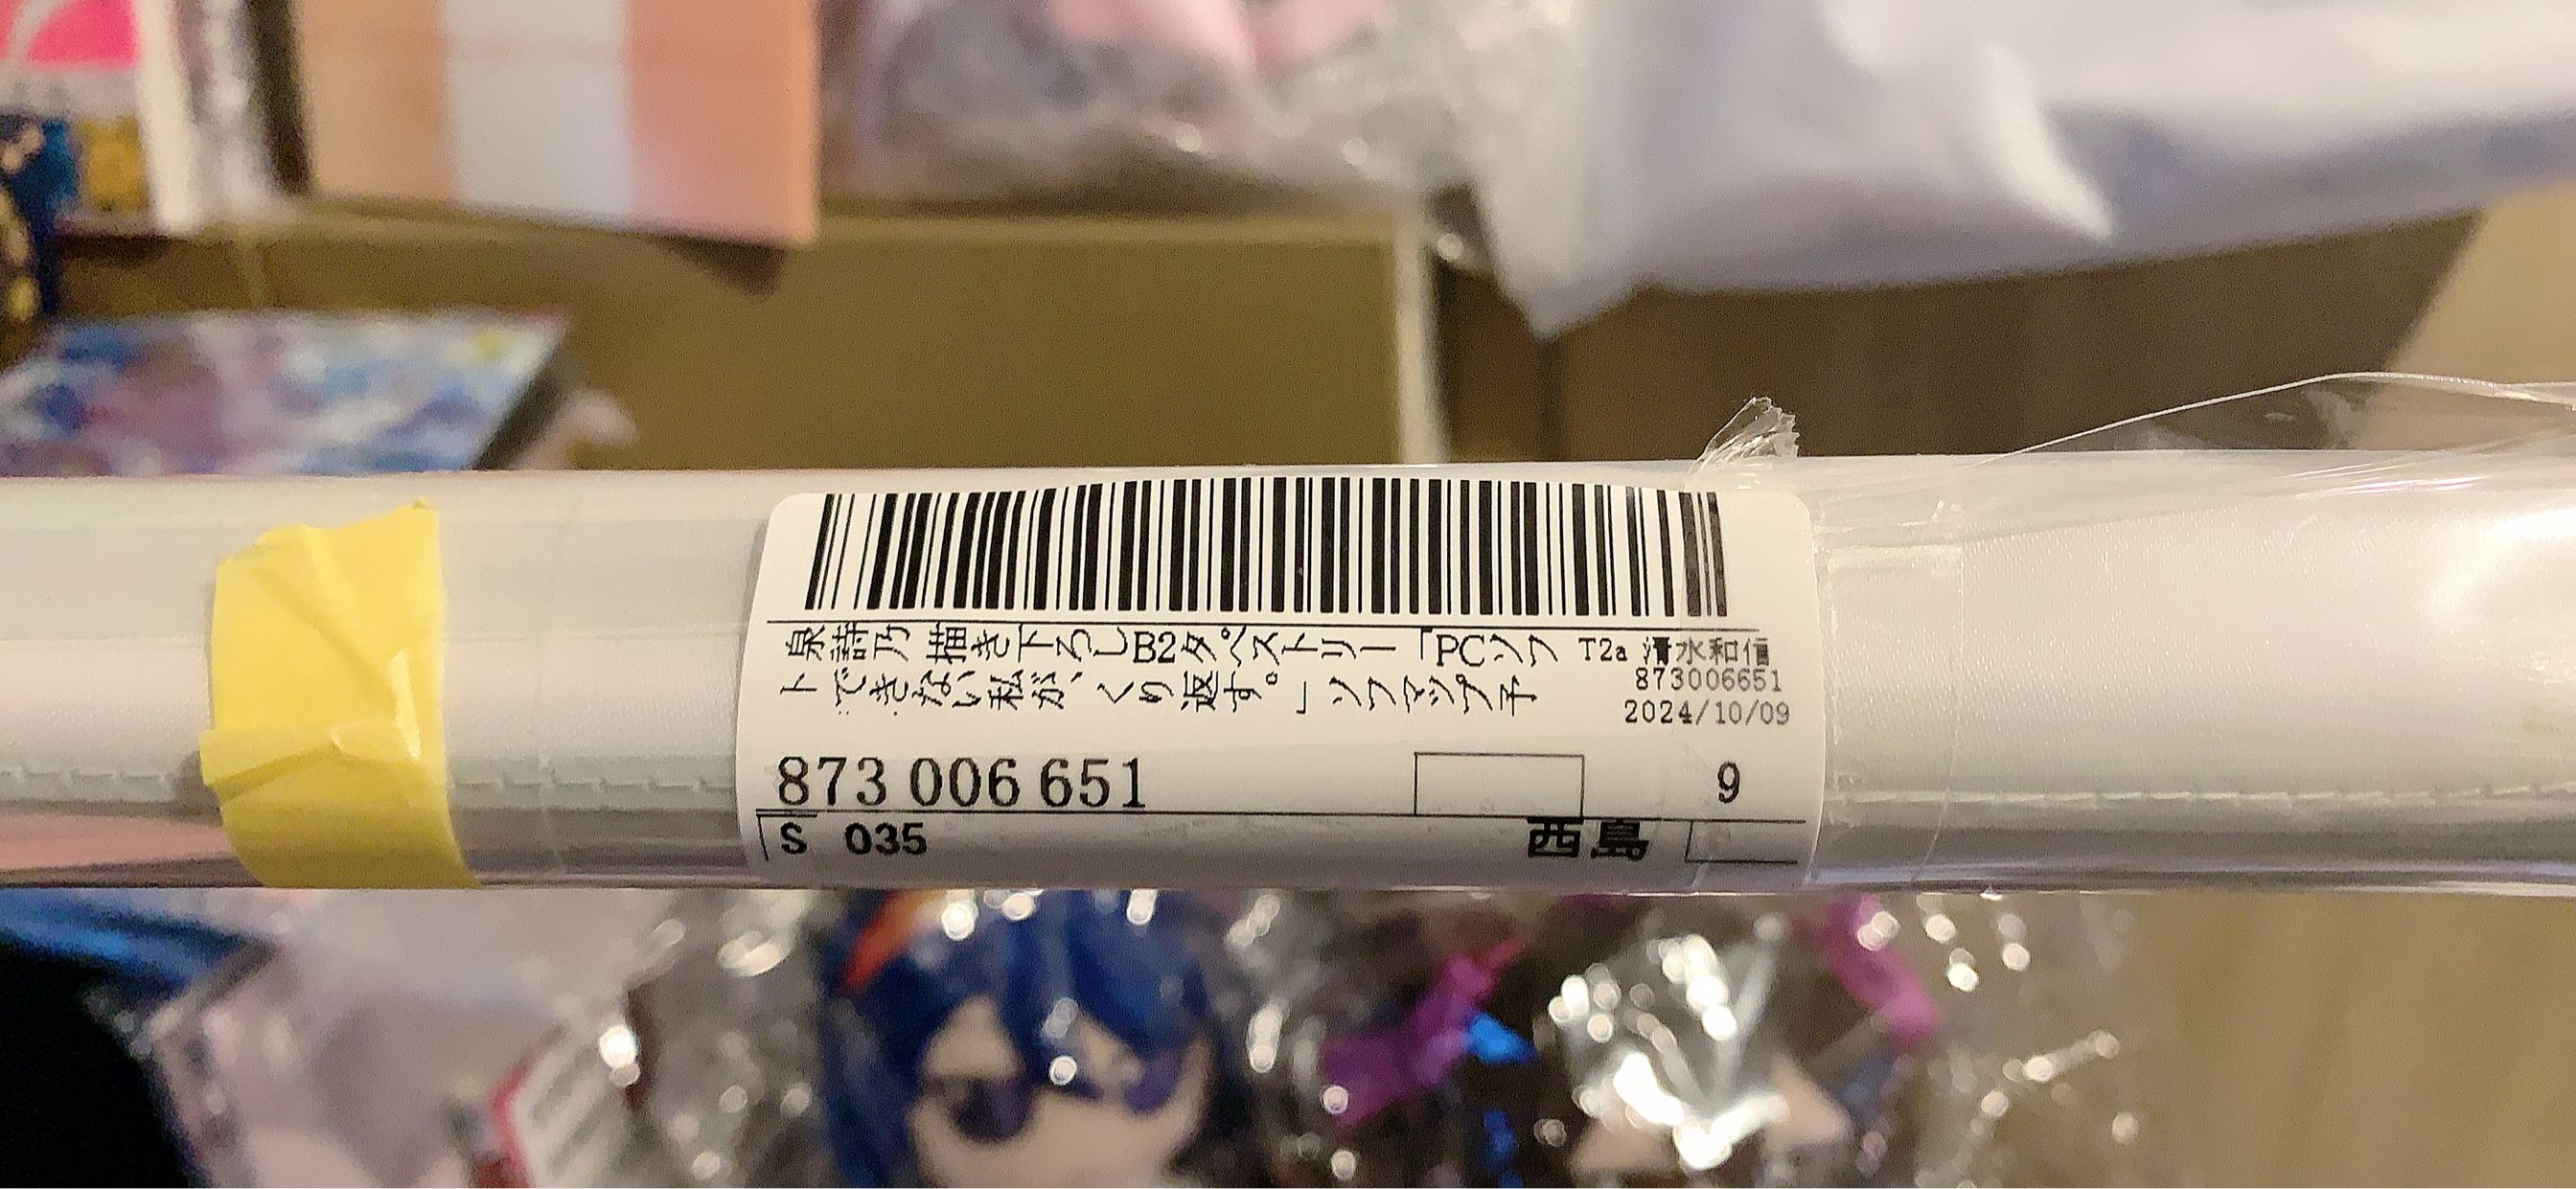 泉詩乃 描き下ろしB2タペストリー 「PCソフ
トできない私が、くり返す。」 ソフマップ予
T2a 清水和信
873006651
2024/10/09
873 006 651
9
S 035
西島